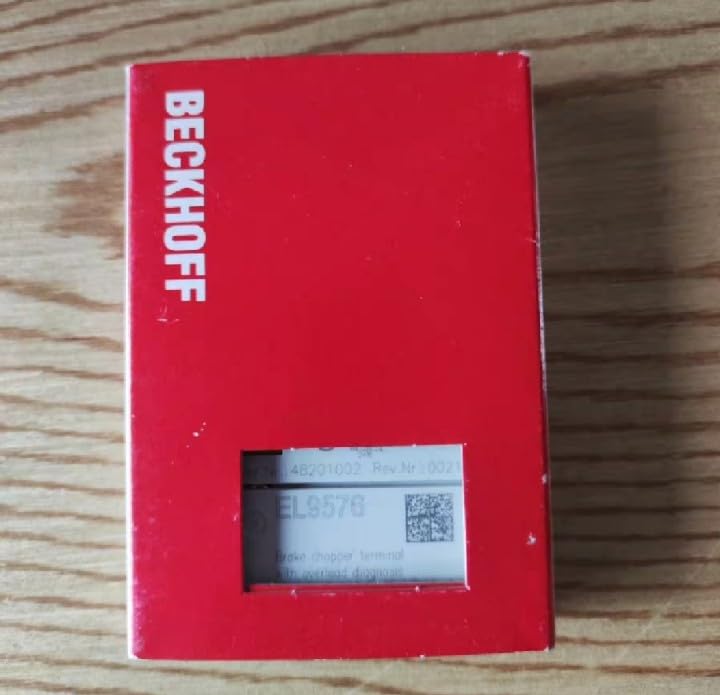 BECKHOFF
48201002 Rev.Nr.:0021
EL9576
brake chopper terminal
with overload diagnosis